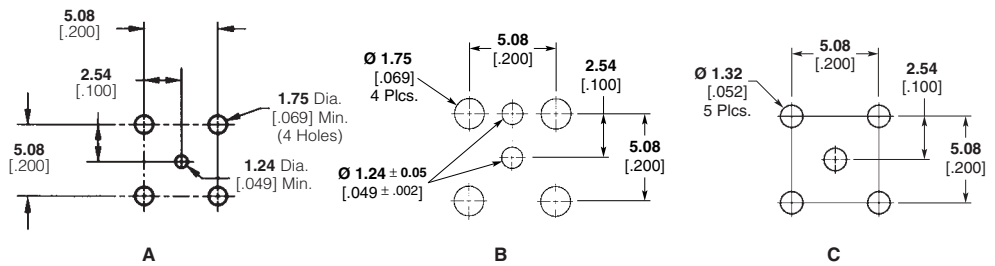 5.08
[.200]
2.54
[.100]
5.08
[.200]
1.75 Dia.
[.069] Min.
(4 Holes)
1.24 Dia.
[.049] Min.
A
Ø 1.75
[.069]
4 Plcs.
5.08
[.200]
2.54
[.100]
5.08
[.200]
Ø 1.24 ± 0.05
[.049 ± .002]
B
Ø 1.32
[.052]
5 Plcs.
5.08
[.200]
2.54
[.100]
5.08
[.200]
C